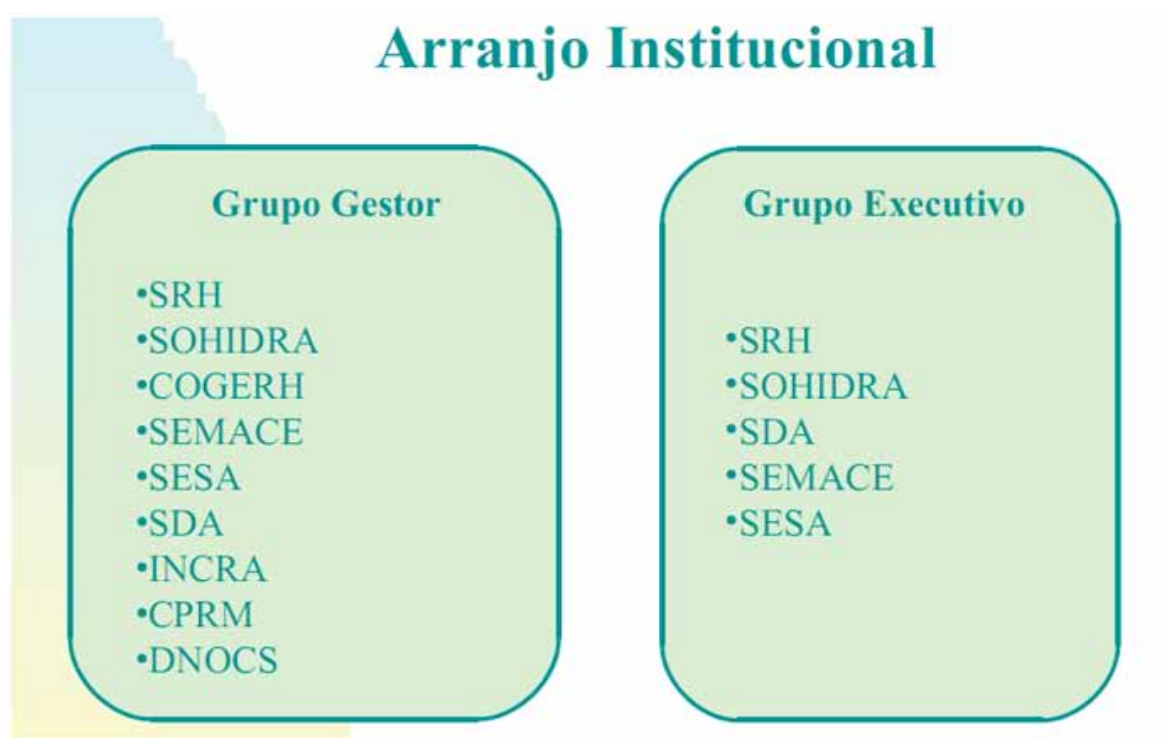 Arranjo Institucional
Grupo Gestor
•SRH
•SOHIDRA
•COGERH
•SEMACE
•SESA
•SDA
•INCRA
•CPRM
•DNOCS
Grupo Executivo
•SRH
•SOHIDRA
•SDA
•SEMACE
•SESA